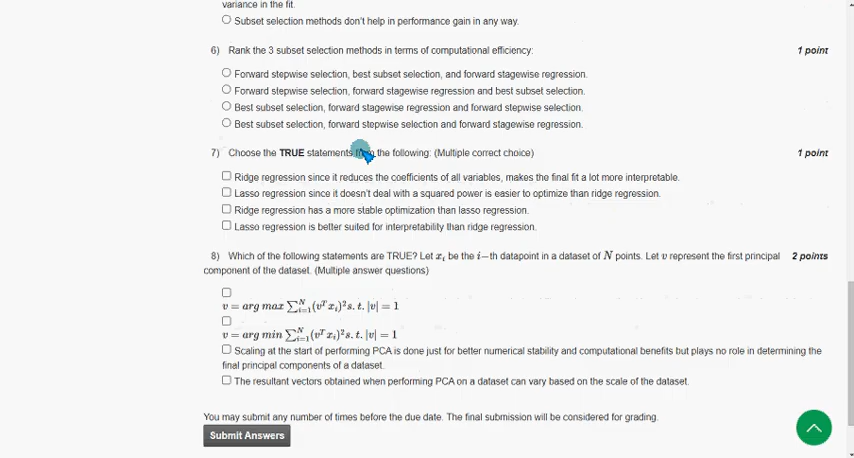 variance in the fit.
Subset selection methods don't help in performance gain in any way.
6) Rank the 3 subset selection methods in terms of computational efficiency: 1 point
Forward stepwise selection, best subset selection, and forward stagewise regression.
Forward stepwise selection, forward stagewise regression and best subset selection.
Best subset selection, forward stagewise regression and forward stepwise selection.
Best subset selection, forward stepwise selection and forward stagewise regression.
7) Choose the TRUE statements from the following: (Multiple correct choice) 1 point
Ridge regression since it reduces the coefficients of all variables, makes the final fit a lot more interpretable.
Lasso regression since it doesn't deal with a squared power is easier to optimize than ridge regression.
Ridge regression has a more stable optimization than lasso regression.
Lasso regression is better suited for interpretability than ridge regression.
8) Which of the following statements are TRUE? Let x_i be the i−th datapoint in a dataset of N points. Let v represent the first principal 2 points
component of the dataset. (Multiple answer questions)
v = arg max ∑_{i=1}^{N}(v^T x_i)^2 s. t. |v| = 1
v = arg min ∑_{i=1}^{N}(v^T x_i)^2 s. t. |v| = 1
Scaling at the start of performing PCA is done just for better numerical stability and computational benefits but plays no role in determining the
final principal components of a dataset.
The resultant vectors obtained when performing PCA on a dataset can vary based on the scale of the dataset.
You may submit any number of times before the due date. The final submission will be considered for grading.
Submit Answers